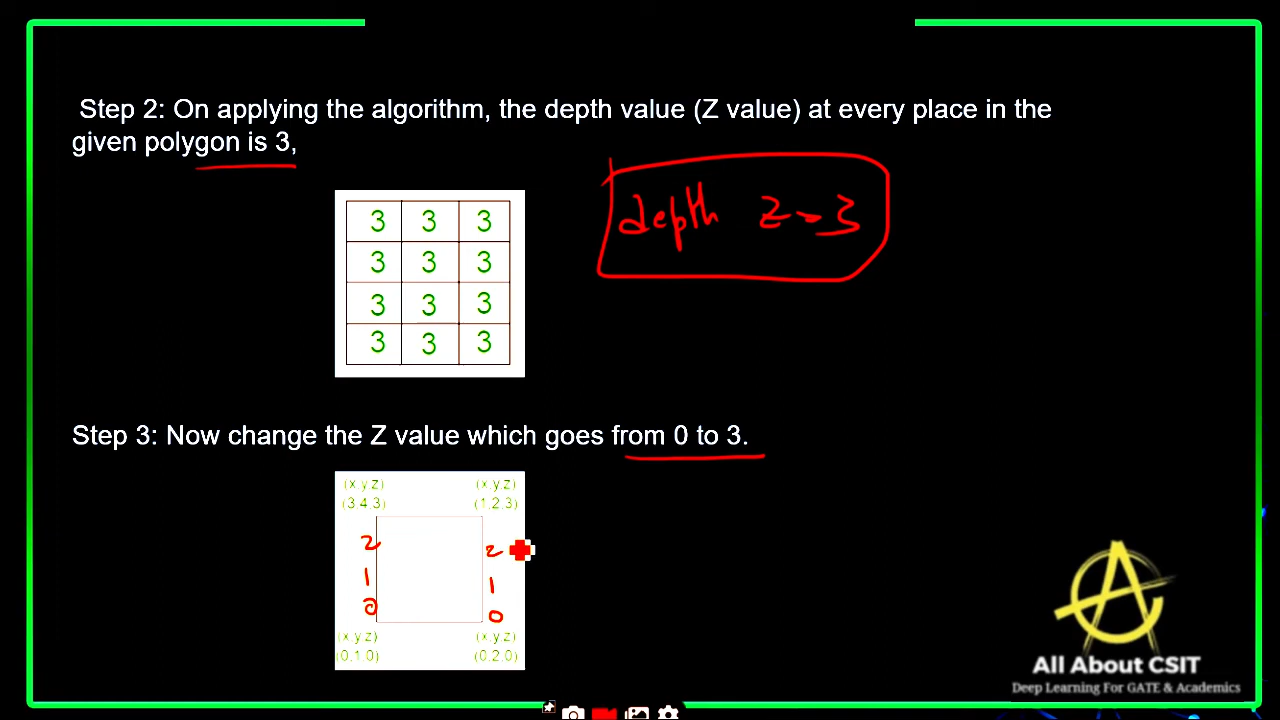 Step 2: On applying the algorithm, the depth value (Z value) at every place in the
given polygon is 3,
depth z = 3
3 3 3
3 3 3
3 3 3
3 3 3
Step 3: Now change the Z value which goes from 0 to 3.
(x.y.z) (x.y.z)
(3.4.3) (1.2.3)
2 2
1 1
0 0
(x.y.z) (x.y.z)
(0.1.0) (0.2.0)
All About CSIT
Deep Learning For GATE & Academics